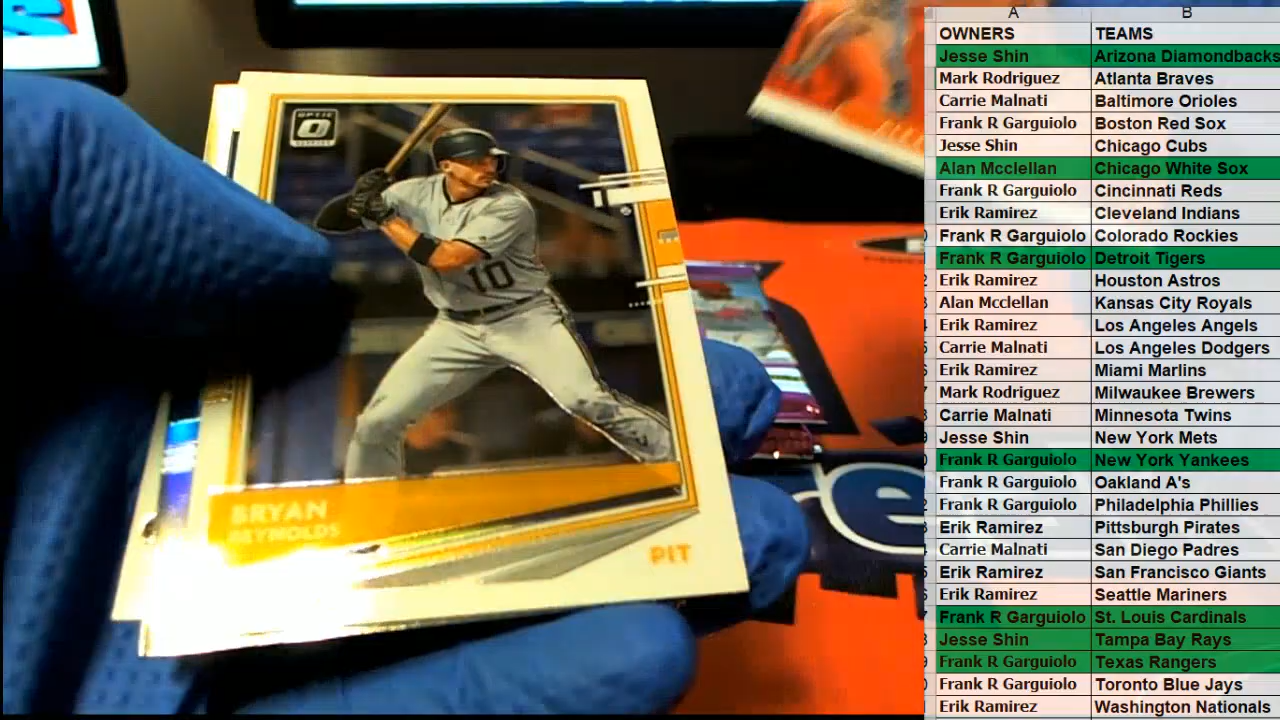 OPTIC
10
BRYAN
REYNOLDS
PIT
A B
OWNERS TEAMS
Jesse Shin Arizona Diamondbacks
Mark Rodriguez Atlanta Braves
Carrie Malnati Baltimore Orioles
Frank R Garguiolo Boston Red Sox
Jesse Shin Chicago Cubs
Alan Mcclellan Chicago White Sox
Frank R Garguiolo Cincinnati Reds
Erik Ramirez Cleveland Indians
Frank R Garguiolo Colorado Rockies
Frank R Garguiolo Detroit Tigers
Erik Ramirez Houston Astros
Alan Mcclellan Kansas City Royals
Erik Ramirez Los Angeles Angels
Carrie Malnati Los Angeles Dodgers
Erik Ramirez Miami Marlins
Mark Rodriguez Milwaukee Brewers
Carrie Malnati Minnesota Twins
Jesse Shin New York Mets
Frank R Garguiolo New York Yankees
Frank R Garguiolo Oakland A's
Frank R Garguiolo Philadelphia Phillies
Erik Ramirez Pittsburgh Pirates
Carrie Malnati San Diego Padres
Erik Ramirez San Francisco Giants
Erik Ramirez Seattle Mariners
Frank R Garguiolo St. Louis Cardinals
Jesse Shin Tampa Bay Rays
Frank R Garguiolo Texas Rangers
Frank R Garguiolo Toronto Blue Jays
Erik Ramirez Washington Nationals